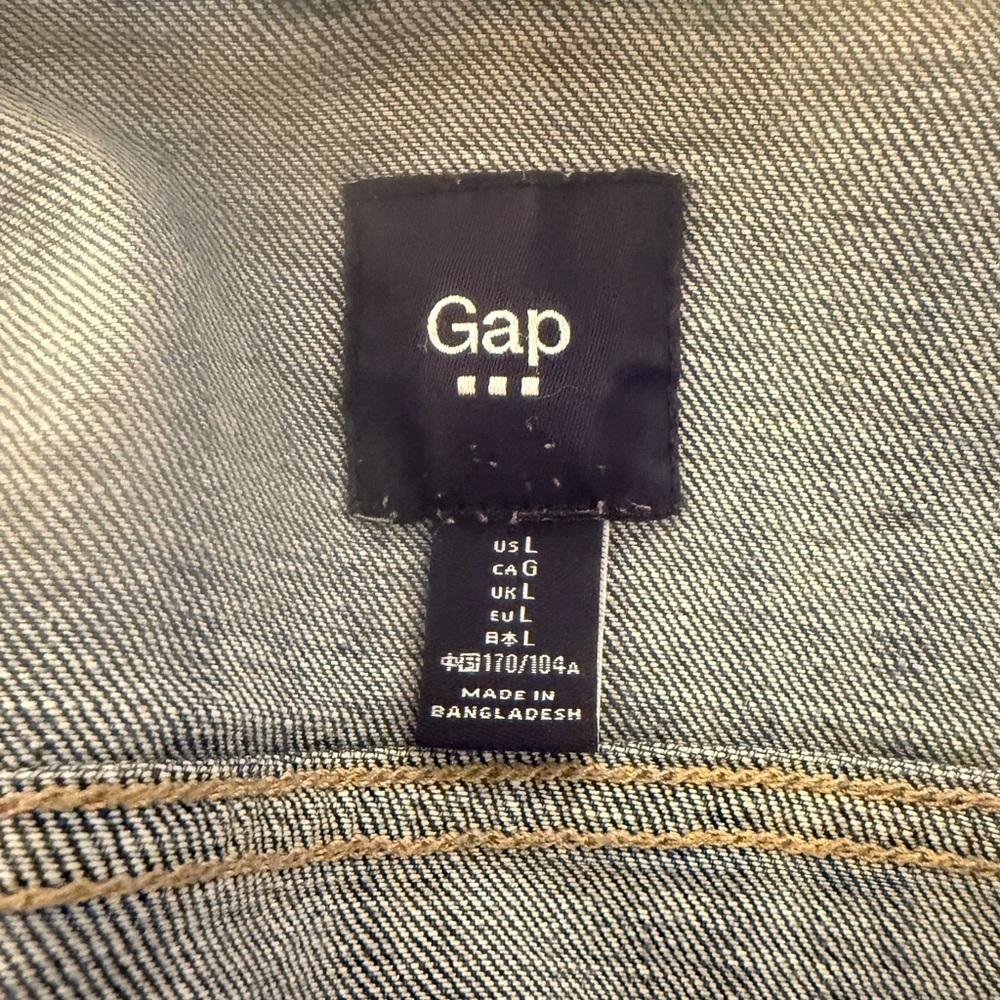 Gap
US L
CA G
UK L
EU L
日本 L
中国 170/104A
MADE IN
BANGLADESH